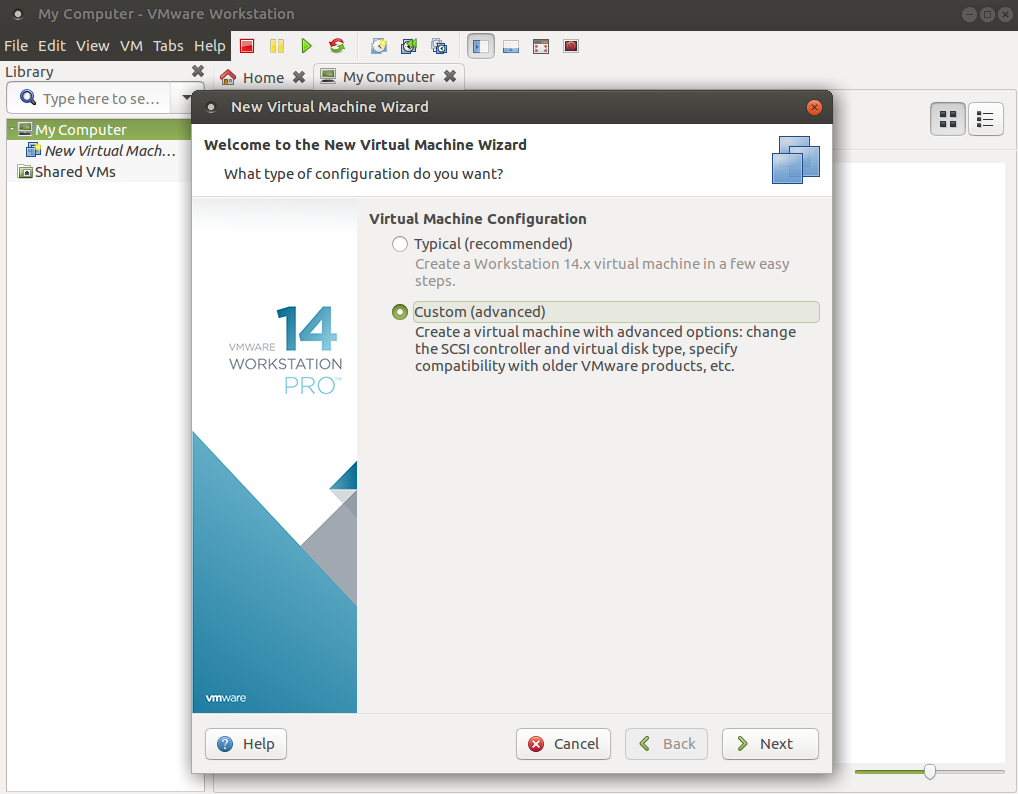 My Computer - VMware Workstation
File Edit View VM Tabs Help
Library
Type here to se...
Home
My Computer
My Computer
New Virtual Mach...
Shared VMs
New Virtual Machine Wizard
Welcome to the New Virtual Machine Wizard
What type of configuration do you want?
VMWARE 14
WORKSTATION
PRO™
vmware
Virtual Machine Configuration
Typical (recommended)
Create a Workstation 14.x virtual machine in a few easy
steps.
Custom (advanced)
Create a virtual machine with advanced options: change
the SCSI controller and virtual disk type, specify
compatibility with older VMware products, etc.
Help
Cancel
Back
Next